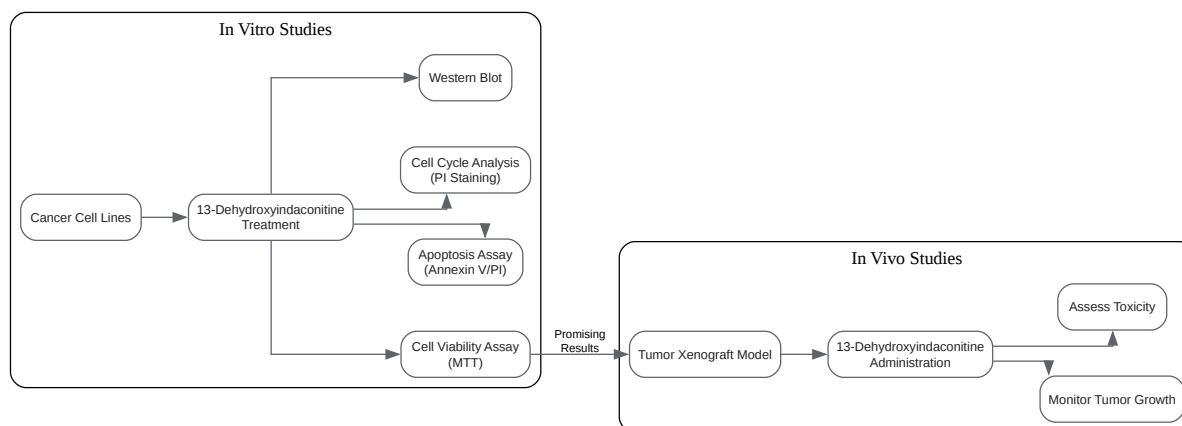 In Vitro Studies
Western Blot
Cell Cycle Analysis
(PI Staining)
Cancer Cell Lines
13-Dehydroxyindaconitine
Treatment
Apoptosis Assay
(Annexin V/PI)
Cell Viability Assay
(MTT)
Promising
Results
In Vivo Studies
Tumor Xenograft Model
13-Dehydroxyindaconitine
Administration
Assess Toxicity
Monitor Tumor Growth